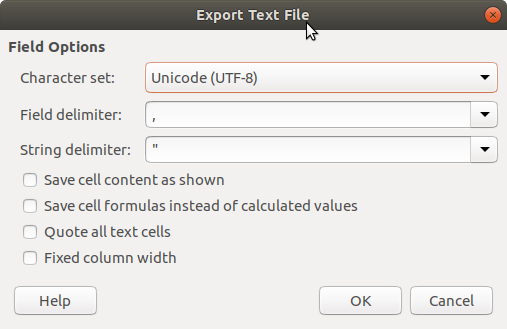 Export Text File
Field Options
Character set: Unicode (UTF-8)
Field delimiter: ,
String delimiter: "
Save cell content as shown
Save cell formulas instead of calculated values
Quote all text cells
Fixed column width
Help OK Cancel